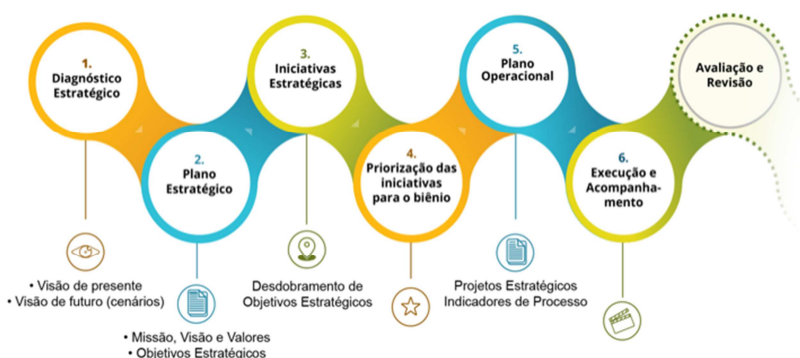 1.
Diagnóstico
Estratégico
2.
Plano
Estratégico
3.
Iniciativas
Estratégicas
4.
Priorização das
iniciativas
para o biênio
5.
Plano
Operacional
6.
Execução e
Acompanha-
mento
Avaliação e
Revisão
• Visão de presente
• Visão de futuro (cenários)
• Missão, Visão e Valores
• Objetivos Estratégicos
Desdobramento de
Objetivos Estratégicos
Projetos Estratégicos
Indicadores de Processo